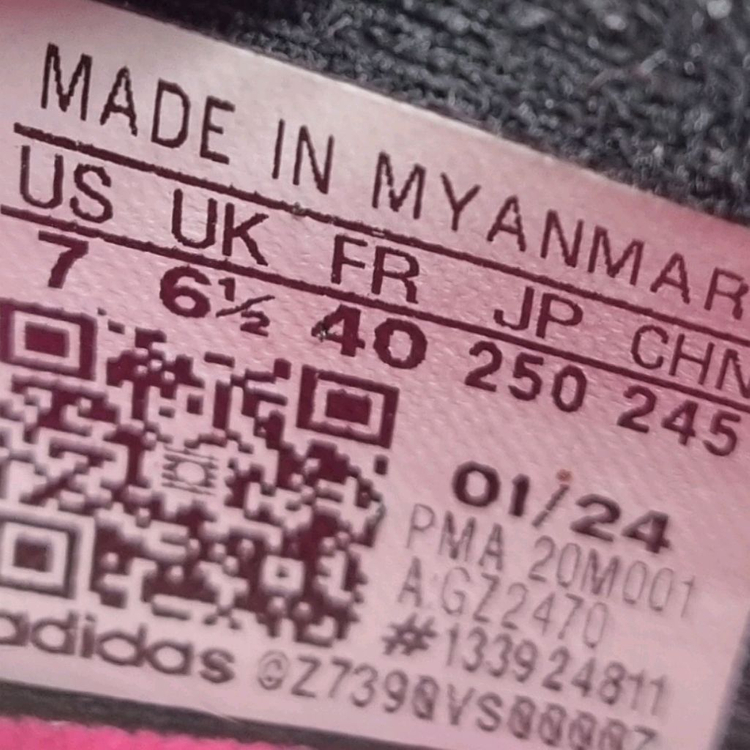 MADE IN MYANMAR
US UK FR JP CHN
7 6½ 40 250 245
01/24
PMA 20M001
A:GZ2470
#133924811
adidas